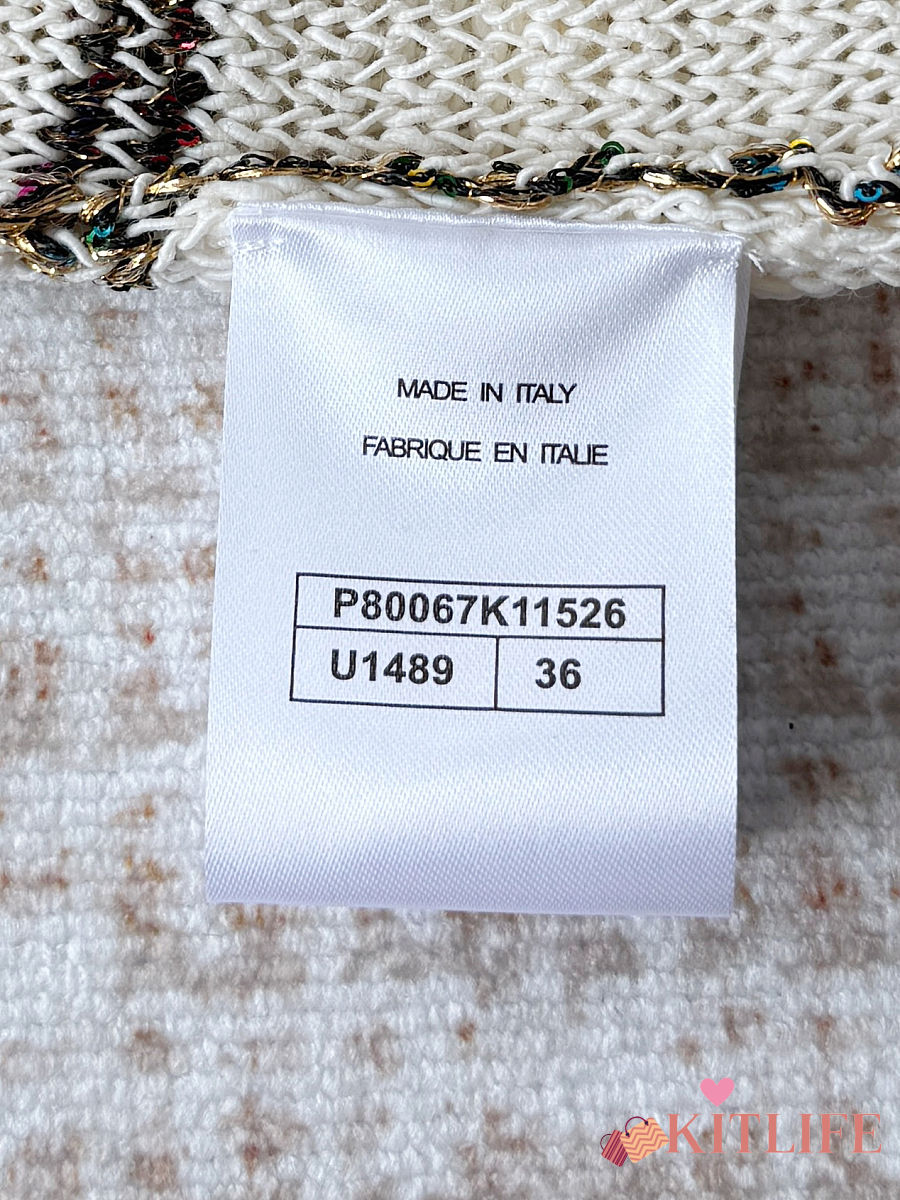 MADE IN ITALY
FABRIQUE EN ITALIE
P80067K11526
U1489 36
KITLIFE